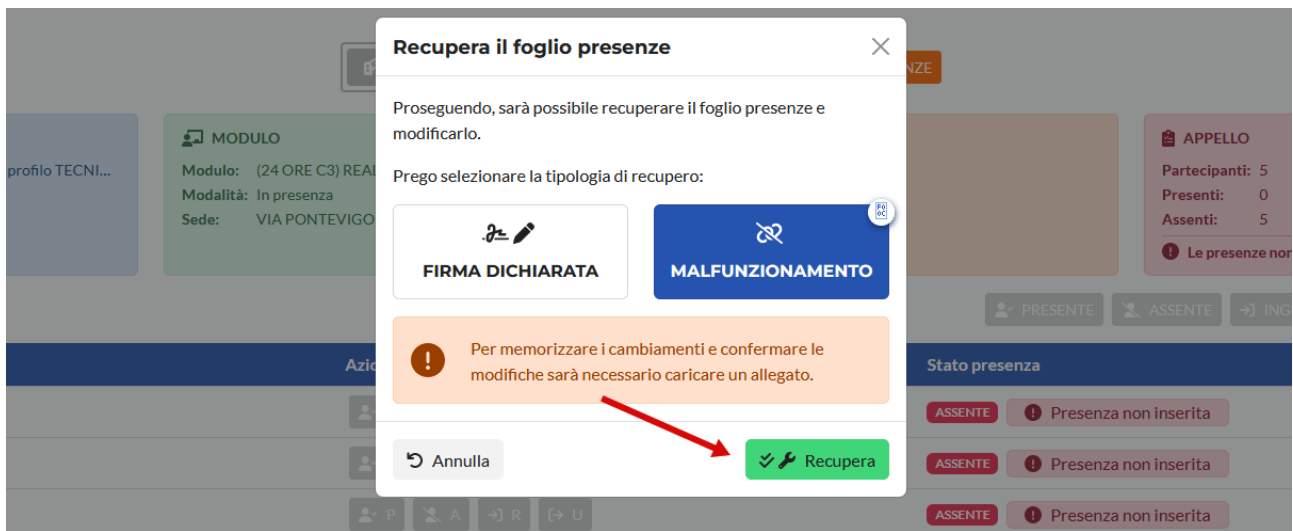 Recupera il foglio presenze
NZE
Proseguendo, sarà possibile recuperare il foglio presenze e
modificarlo.
Prego selezionare la tipologia di recupero:
FIRMA DICHIARATA
MALFUNZIONAMENTO
Per memorizzare i cambiamenti e confermare le
modifiche sarà necessario caricare un allegato.
Annulla
Recupera
profilo TECNI...
MODULO
Modulo: (24 ORE C3) REAL
Modalità: In presenza
Sede: VIA PONTEVIGO
APPELLO
Partecipanti: 5
Presenti: 0
Assenti: 5
Le presenze non
PRESENTE ASSENTE ING
Azio
Stato presenza
ASSENTE Presenza non inserita
ASSENTE Presenza non inserita
P A R U
ASSENTE Presenza non inserita